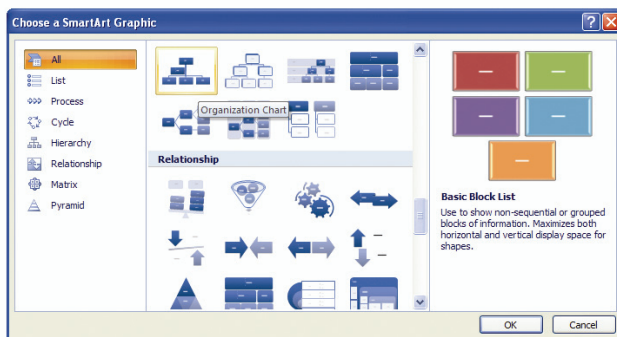 Choose a SmartArt Graphic
All
List
Process
Cycle
Hierarchy
Relationship
Matrix
Pyramid
Organization Chart
Relationship
Basic Block List
Use to show non-sequential or grouped
blocks of information. Maximizes both
horizontal and vertical display space for
shapes.
OK
Cancel